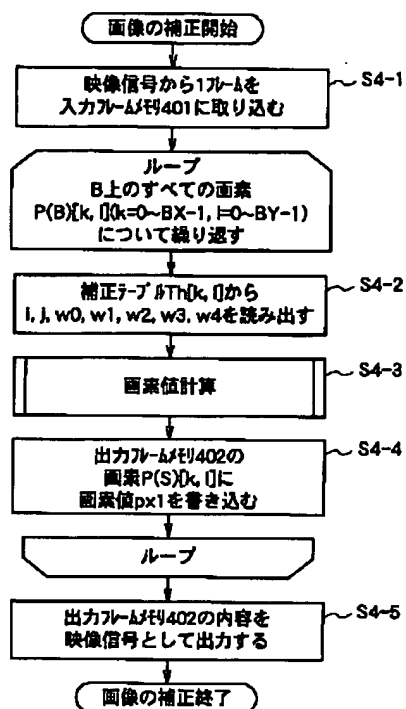 画像の補正開始
映像信号から1フレームを
入力フレームメモリ401に取り込む
S4-1
ループ
B上のすべての画素
P(B)[k, l](k=0~BX-1, l=0~BY-1)
について繰り返す
補正テーブルTh[k, l]から
i, j, w0, w1, w2, w3, w4を読み出す
S4-2
画素値計算
S4-3
出力フレームメモリ402の
画素P(S)[k, l]に
画素値px1を書き込む
S4-4
ループ
出力フレームメモリ402の内容を
映像信号として出力する
S4-5
画像の補正終了